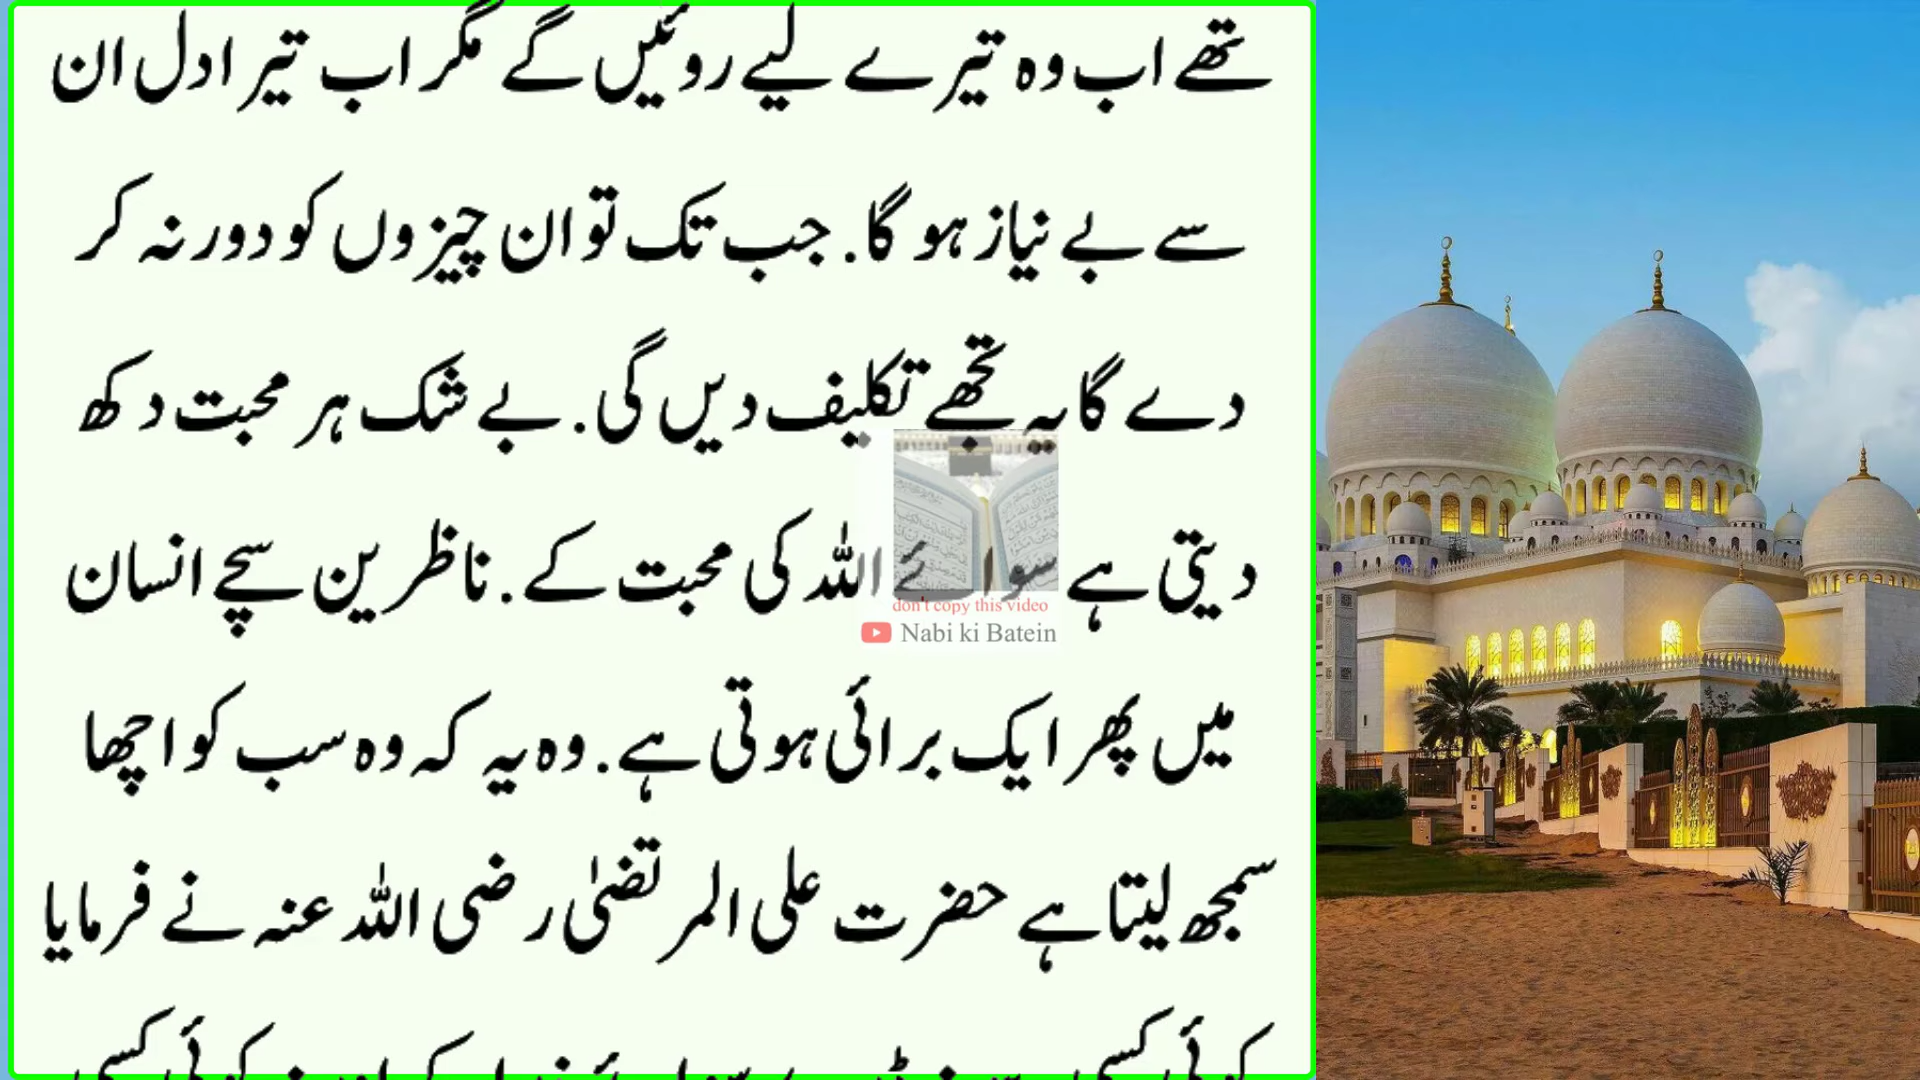 تھے اب وہ تیرے لیے روئیں گے مگر اب تیرا دل ان
سے بے نیاز ہو گا. جب تک تو ان چیزوں کو دور نہ کر
دے گا یہ تجھے تکلیف دیں گی. بے شک ہر محبت دکھ
دیتی ہے سوائے اللہ کی محبت کے. ناظرین سچے انسان
don't copy this video
Nabi ki Batein
میں پھر ایک برائی ہوتی ہے. وہ یہ کہ وہ سب کو اچھا
سمجھ لیتا ہے حضرت علی المرتضیٰ رضی اللہ عنہ نے فرمایا